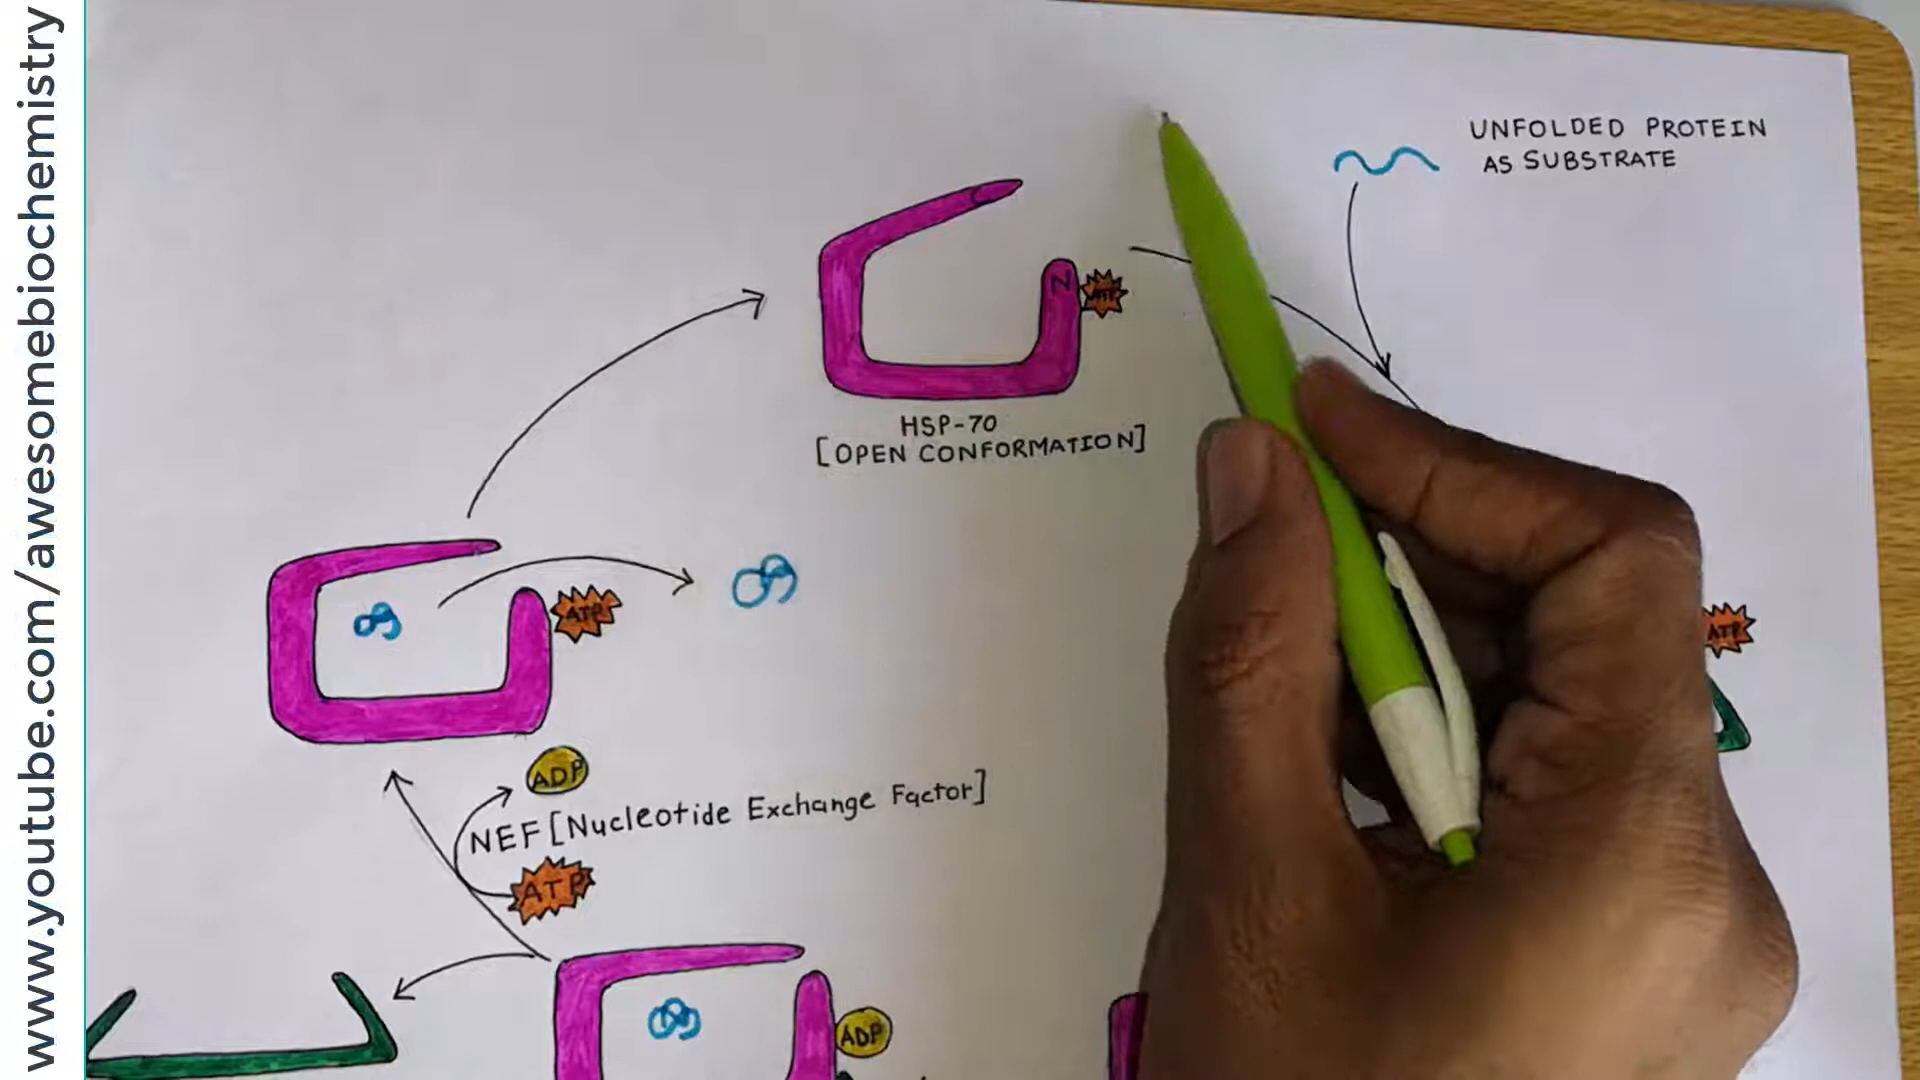 www.youtube.com/awesomebiochemistry
UNFOLDED PROTEIN
AS SUBSTRATE
N
ATP
HSP-70
[OPEN CONFORMATION]
ATP
ATP
ADP
NEF [Nucleotide Exchange Factor]
ATP
ADP